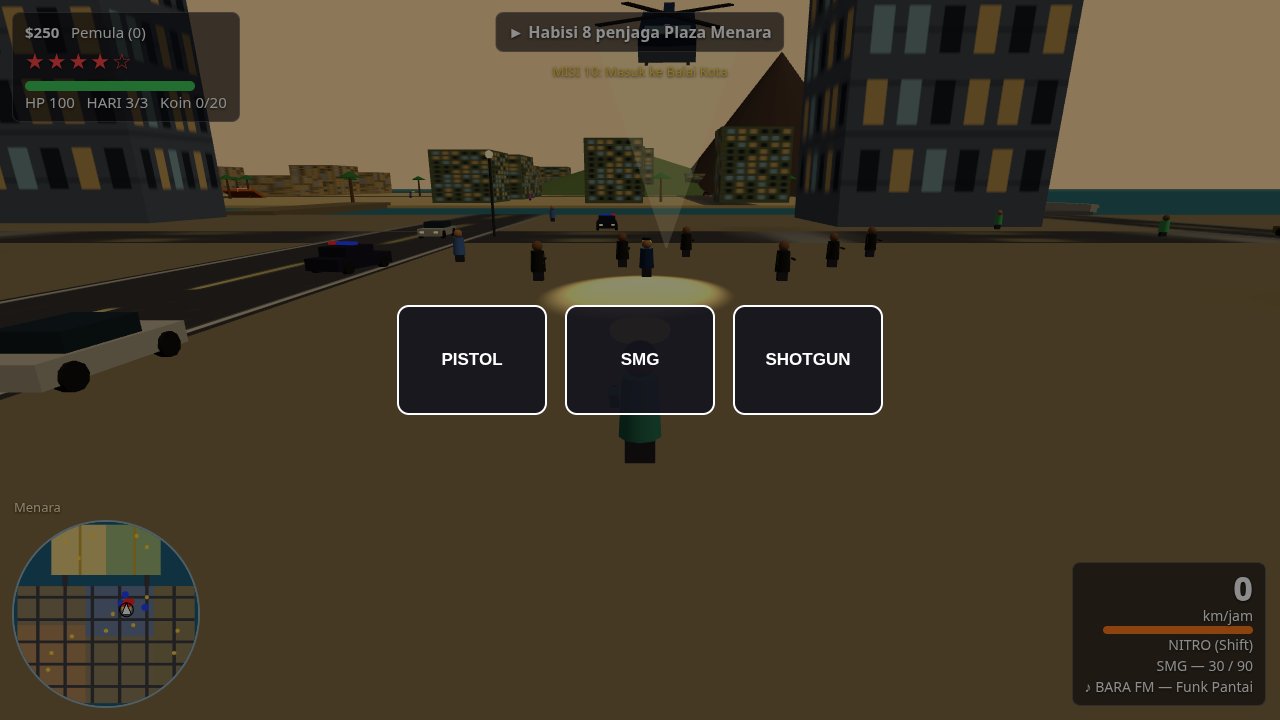 $250 Pemula (0)
★★★★☆
HP 100 HARI 3/3 Koin 0/20
► Habisi 8 penjaga Plaza Menara
MISI 10: Masuk ke Balai Kota
PISTOL
SMG
SHOTGUN
Menara
0
km/jam
NITRO (Shift)
SMG — 30 / 90
♪ BARA FM — Funk Pantai